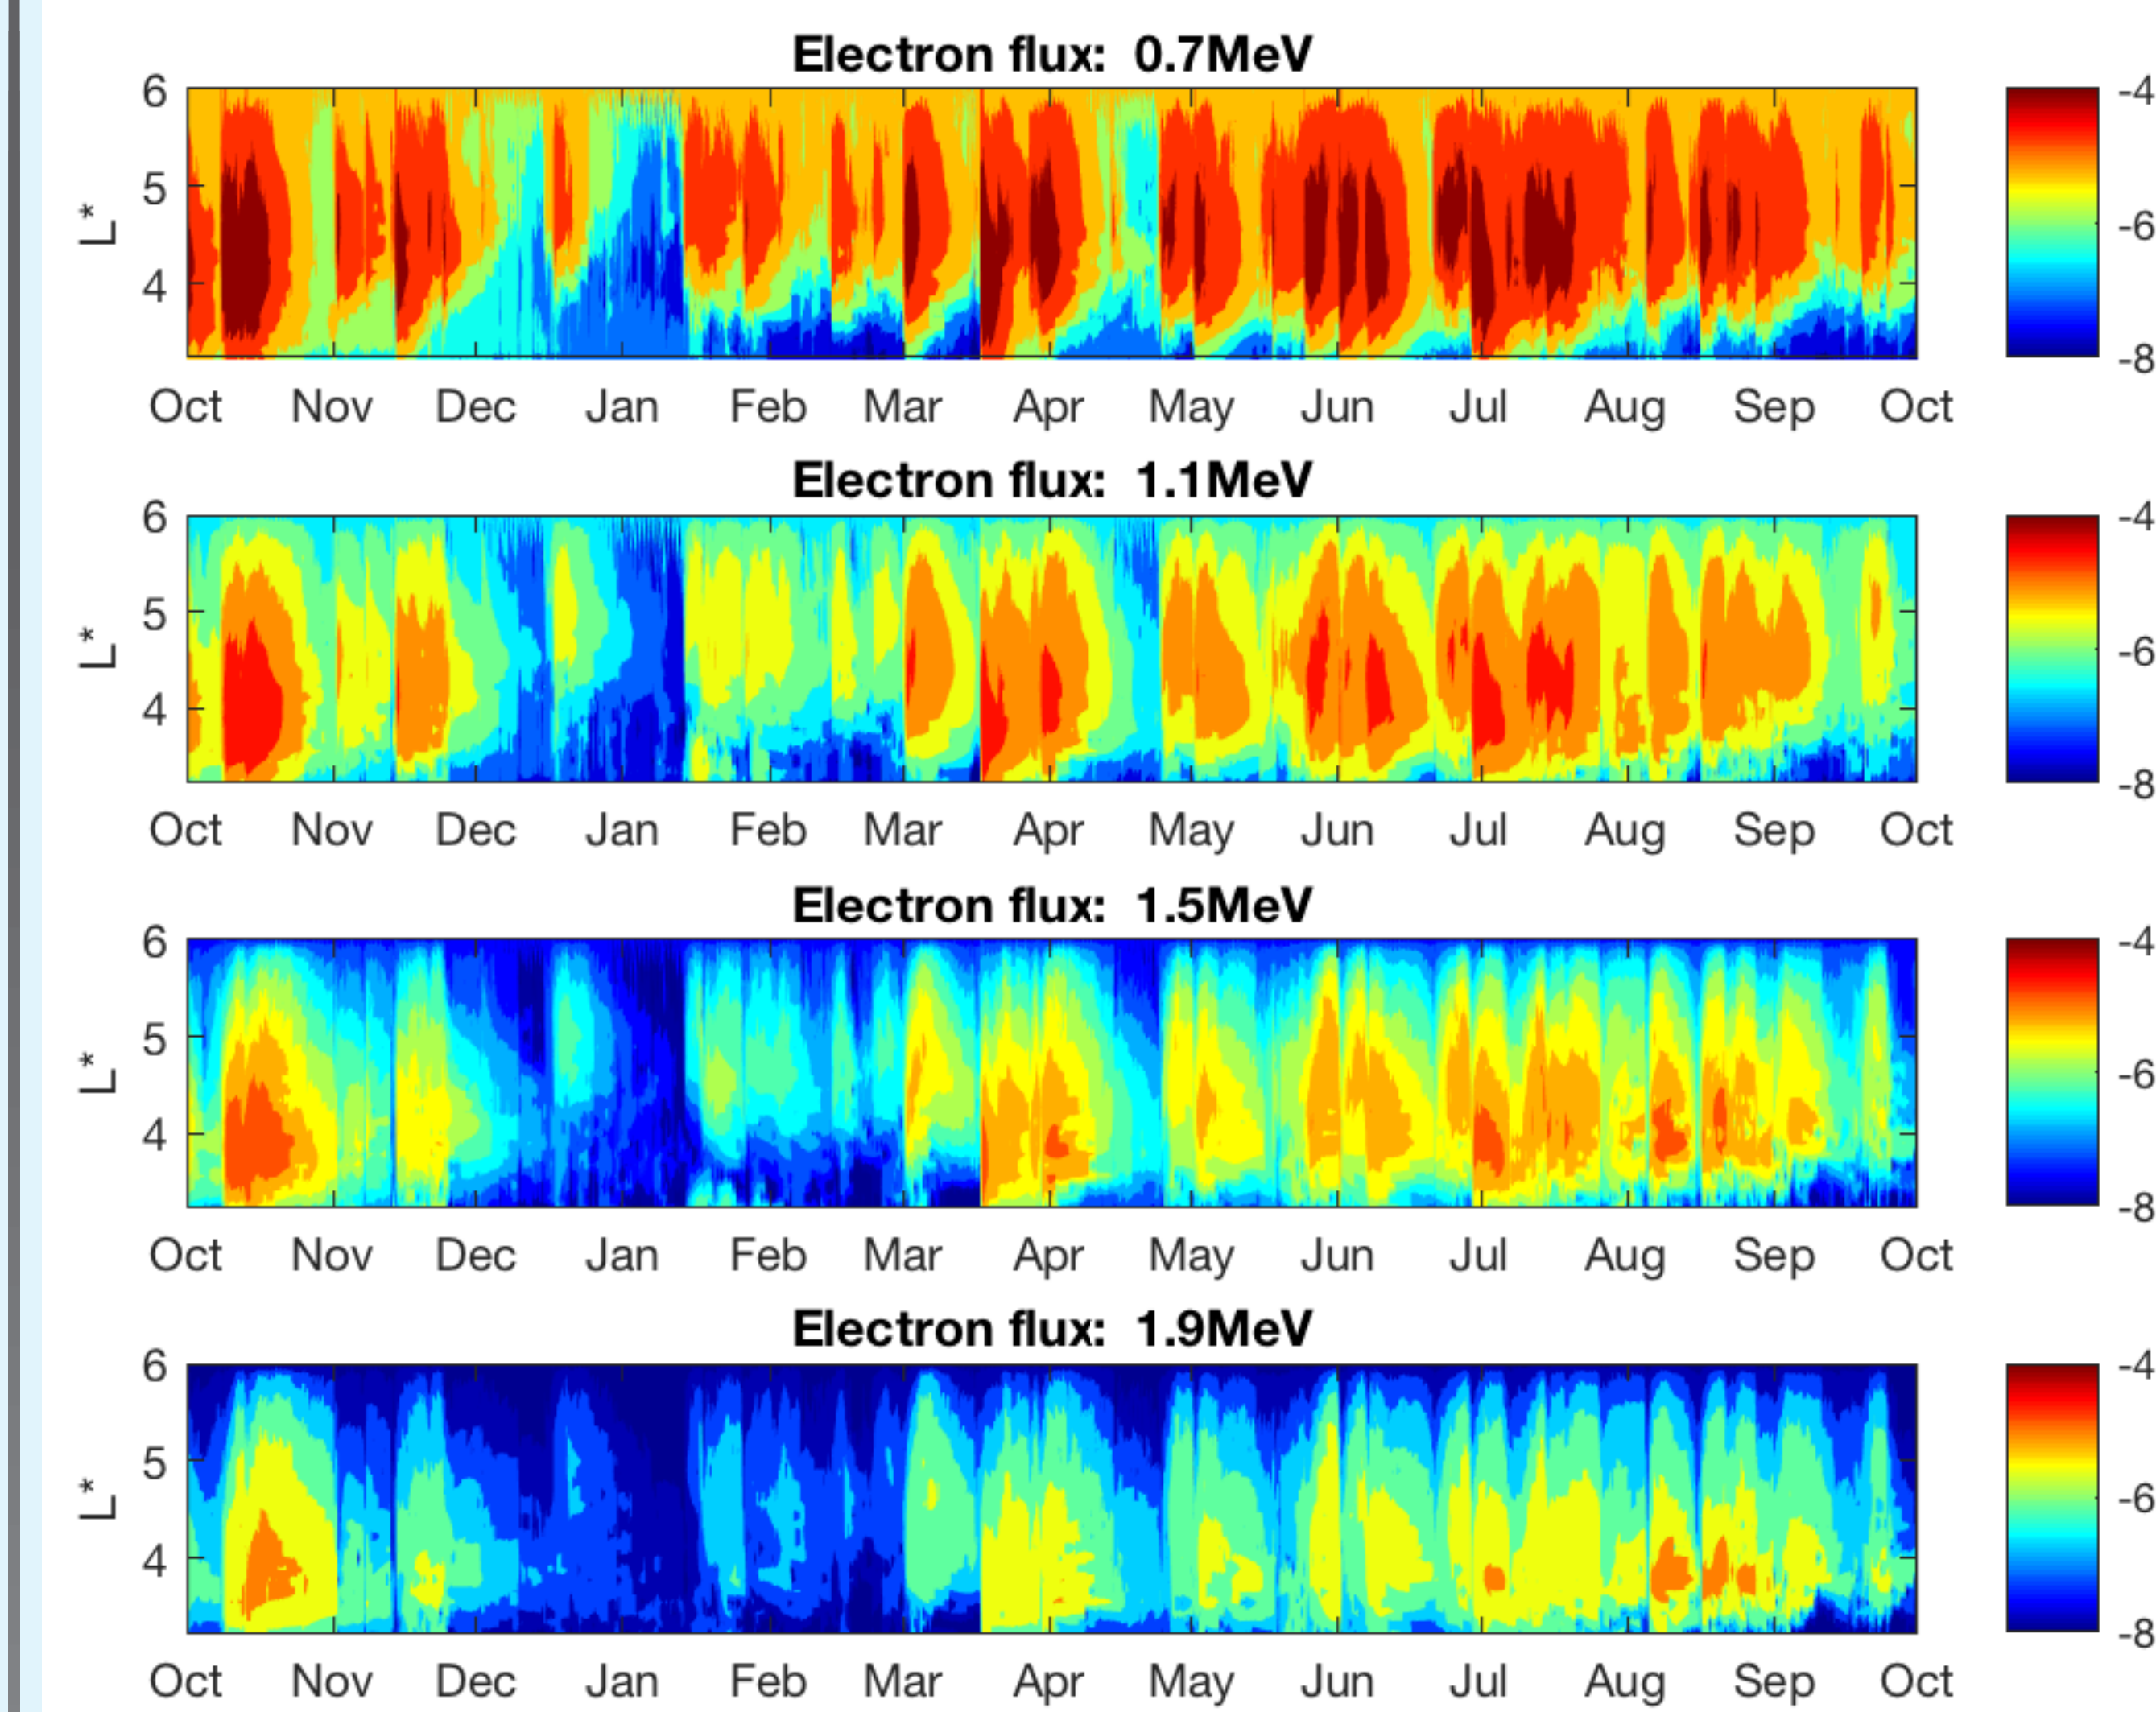 Electron flux: 0.7MeV
6
5
4
L*
Oct Nov Dec Jan Feb Mar Apr May Jun Jul Aug Sep Oct
-4
-6
-8
Electron flux: 1.1MeV
6
5
4
L*
Oct Nov Dec Jan Feb Mar Apr May Jun Jul Aug Sep Oct
-4
-6
-8
Electron flux: 1.5MeV
6
5
4
L*
Oct Nov Dec Jan Feb Mar Apr May Jun Jul Aug Sep Oct
-4
-6
-8
Electron flux: 1.9MeV
6
5
4
L*
Oct Nov Dec Jan Feb Mar Apr May Jun Jul Aug Sep Oct
-4
-6
-8